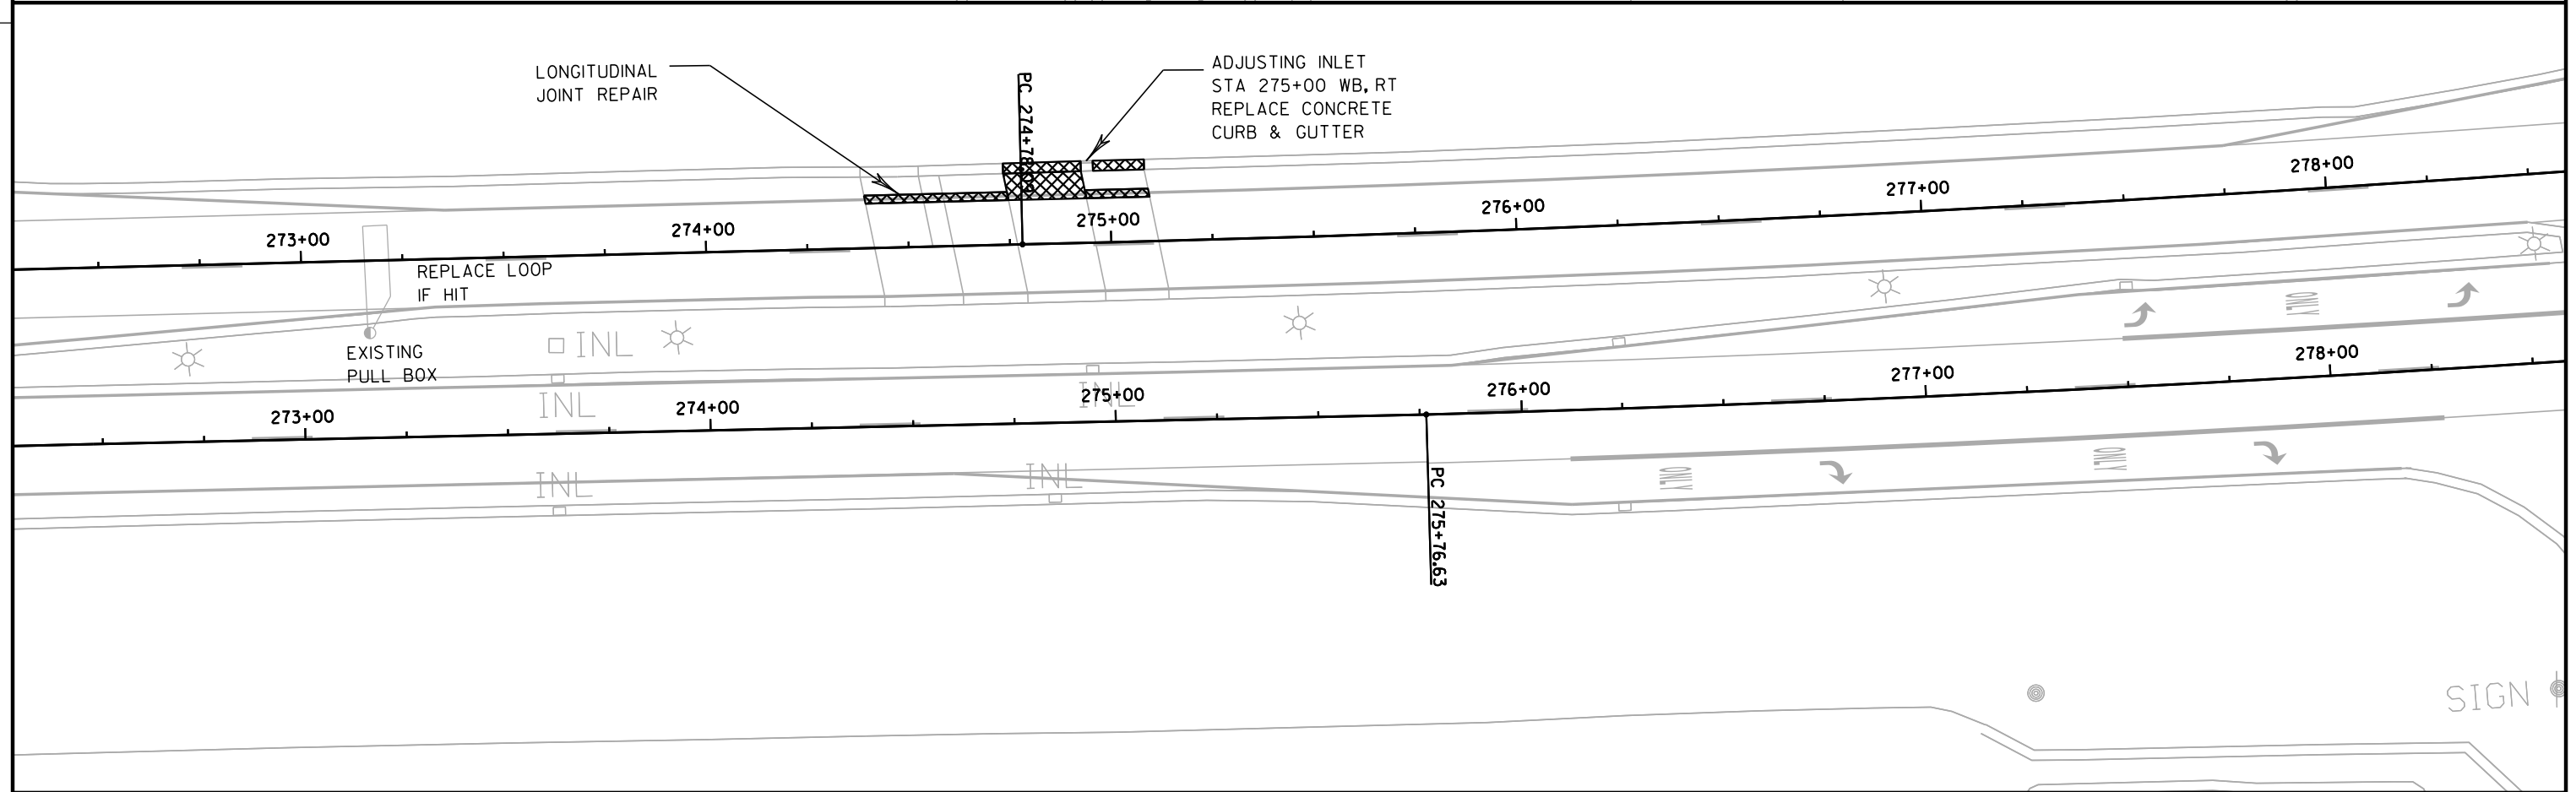 LONGITUDINAL
JOINT REPAIR
ADJUSTING INLET
STA 275+00 WB, RT
REPLACE CONCRETE
CURB & GUTTER
273+00
274+00
275+00
276+00
277+00
278+00
REPLACE LOOP
IF HIT
EXISTING
PULL BOX
INL
INL
INL
273+00
274+00
275+00
276+00
277+00
278+00
INL
INL
PC 275+76.63
ONLY
ONLY
ONLY
SIGN